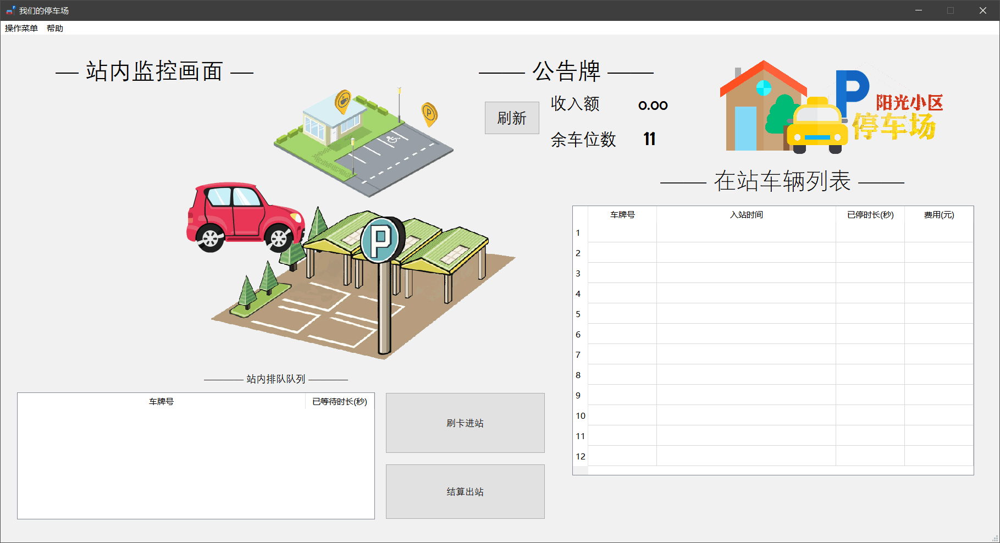 我们的停车场
操作菜单 帮助
站内监控画面
公告牌
刷新
收入额 0.00
余车位数 11
P
阳光小区
停车场
P
P
在站车辆列表
车牌号 入站时间 已停时长(秒) 费用(元)
1
2
3
4
5
6
7
8
9
10
11
12
站内排队队列
车牌号 已等待时长(秒)
刷卡进站
结算出站